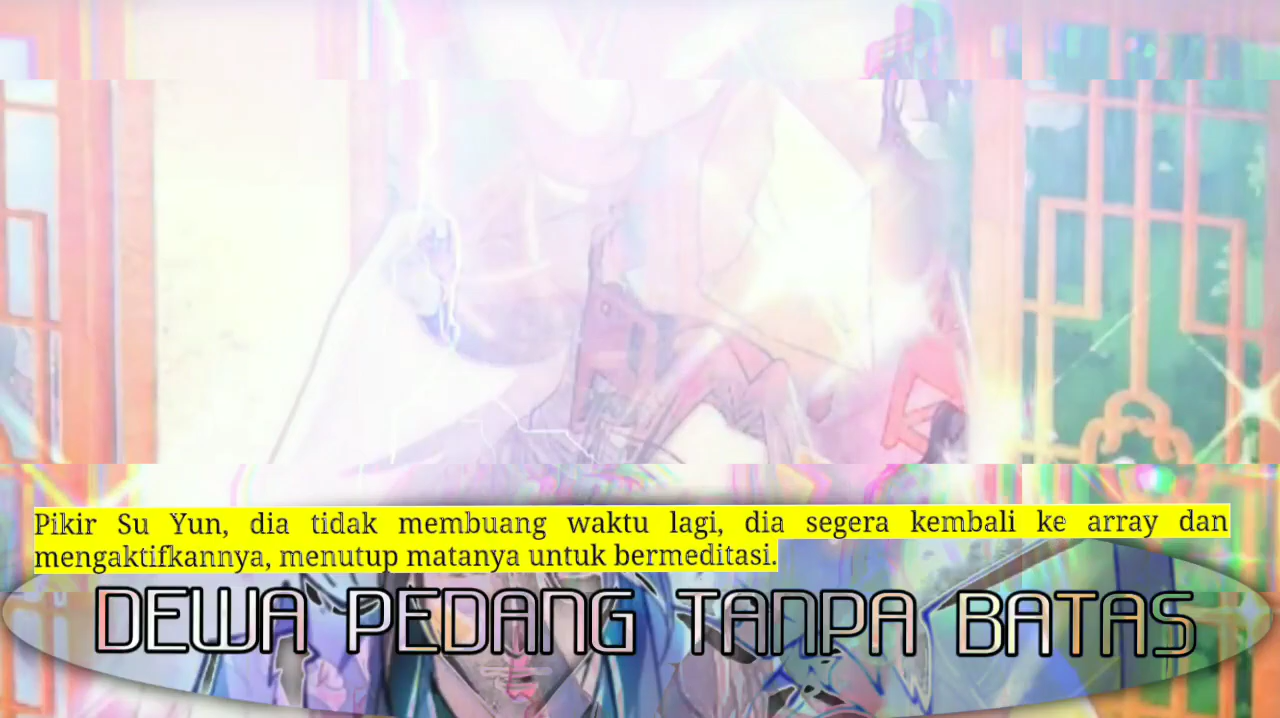 Pikir Su Yun, dia tidak membuang waktu lagi, dia segera kembali ke array dan
mengaktifkannya, menutup matanya untuk bermeditasi.
DEWA PEDANG TANPA BATAS